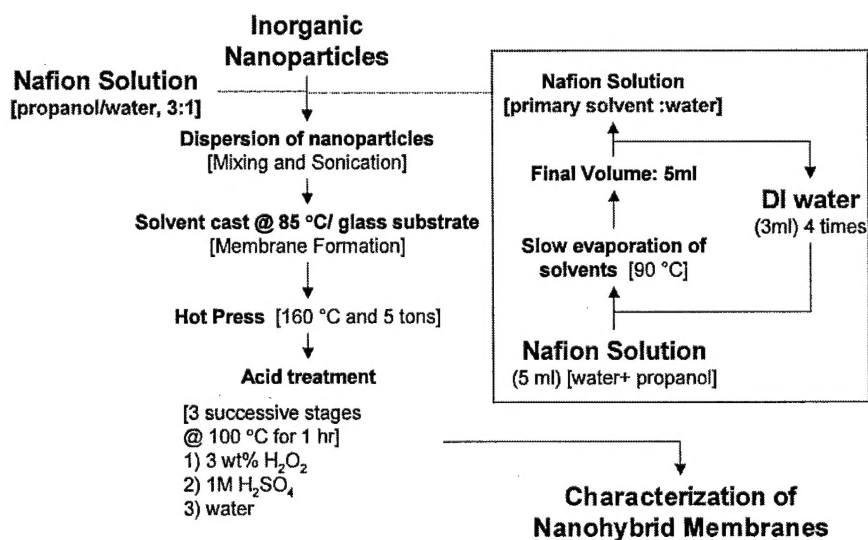 Inorganic
Nanoparticles
Nafion Solution
[propanol/water, 3:1]
Dispersion of nanoparticles
[Mixing and Sonication]
Solvent cast @ 85 °C/ glass substrate
[Membrane Formation]
Hot Press [160 °C and 5 tons]
Acid treatment
[3 successive stages
@ 100 °C for 1 hr]
1) 3 wt% H₂O₂
2) 1M H₂SO₄
3) water
Nafion Solution
[primary solvent :water]
Final Volume: 5ml
DI water
(3ml) 4 times
Slow evaporation of
solvents [90 °C]
Nafion Solution
(5 ml) [water+ propanol]
Characterization of
Nanohybrid Membranes